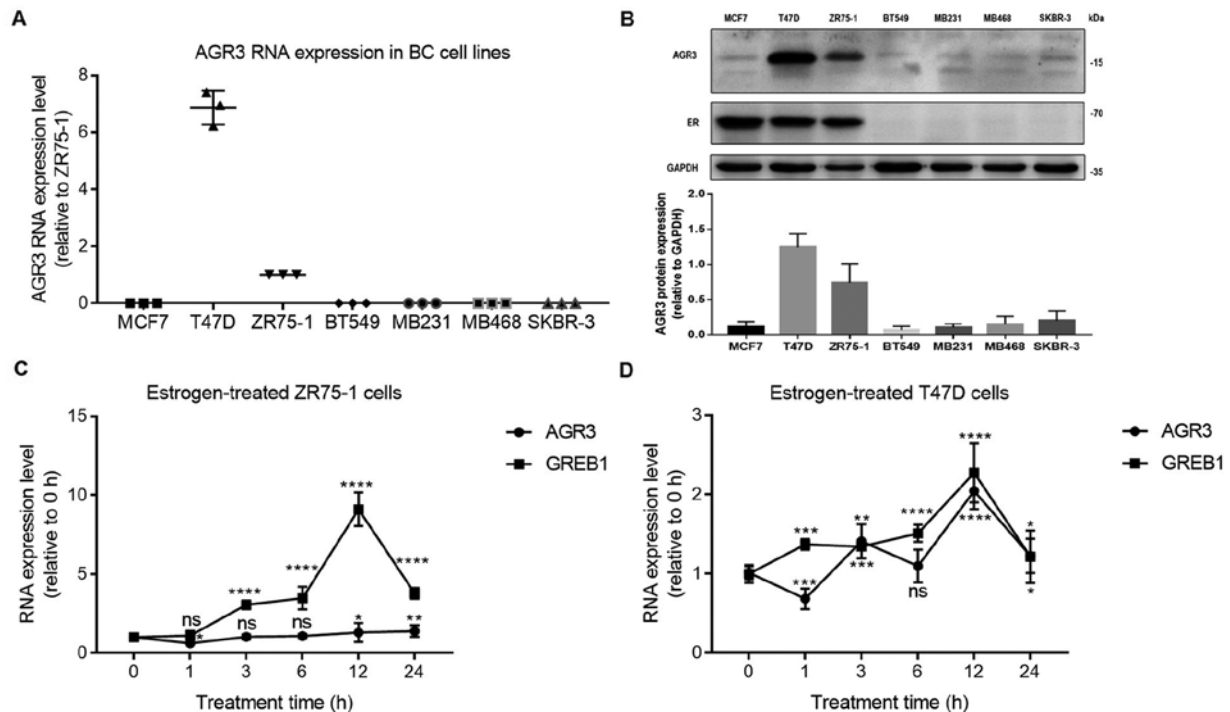 A
AGR3 RNA expression in BC cell lines
AGR3 RNA expression level
(relative to ZR75-1)
8
6
4
2
0
MCF7 T47D ZR75-1 BT549 MB231 MB468 SKBR-3
B
MCF7 T47D ZR75-1 BT549 MB231 MB468 SKBR-3 kDa
AGR3 -15
ER -70
GAPDH -35
AGR3 protein expression
(relative to GAPDH)
2.0
1.5
1.0
0.5
0.0
MCF7 T47D ZR75-1 BT549 MB231 MB468 SKBR-3
C
Estrogen-treated ZR75-1 cells
RNA expression level
(relative to 0 h)
15
10
5
0
AGR3
GREB1
****
**** **** ****
ns ns ns * **
*
0 1 3 6 12 24
Treatment time (h)
D
Estrogen-treated T47D cells
RNA expression level
(relative to 0 h)
3
2
1
0
AGR3
GREB1
****
*** ** **** *
*** *** ns **** *
0 1 3 6 12 24
Treatment time (h)